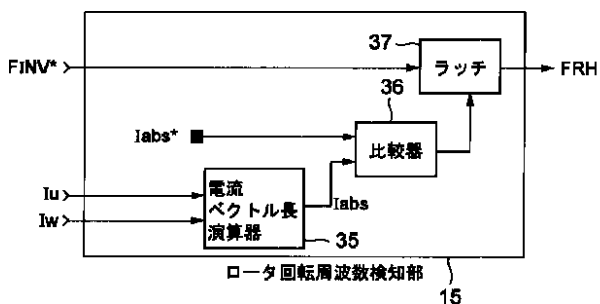 37
FINV*
ラッチ
FRH
36
Iabs*
比較器
Iu
Iw
電流
ベクトル長
演算器
Iabs
35
ロータ回転周波数検知部
15